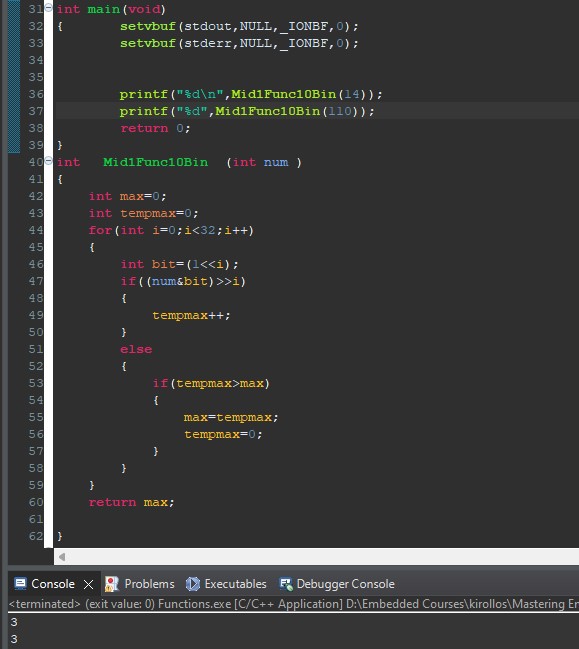 31 int main(void)
32 {       setvbuf(stdout,NULL,_IONBF,0);
33         setvbuf(stderr,NULL,_IONBF,0);
34
35
36         printf("%d\n",Mid1Func10Bin(14));
37         printf("%d",Mid1Func10Bin(110));
38         return 0;
39 }
40 int   Mid1Func10Bin  (int num )
41 {
42     int max=0;
43     int tempmax=0;
44     for(int i=0;i<32;i++)
45     {
46         int bit=(1<<i);
47         if((num&bit)>>i)
48         {
49             tempmax++;
50         }
51         else
52         {
53             if(tempmax>max)
54             {
55                 max=tempmax;
56                 tempmax=0;
57             }
58         }
59     }
60     return max;
61
62 }
Console Problems Executables Debugger Console
<terminated> (exit value: 0) Functions.exe [C/C++ Application] D:\Embedded Courses\kirollos\Mastering
3
3